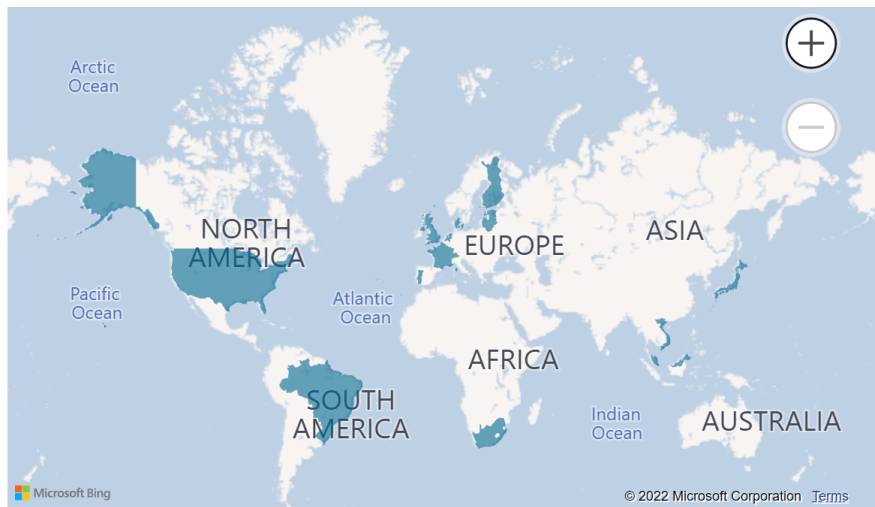 Arctic
Ocean
NORTH
AMERICA
EUROPE
ASIA
Pacific
Ocean
Atlantic
Ocean
AFRICA
SOUTH
AMERICA
Indian
Ocean
AUSTRALIA
Microsoft Bing
© 2022 Microsoft Corporation Terms